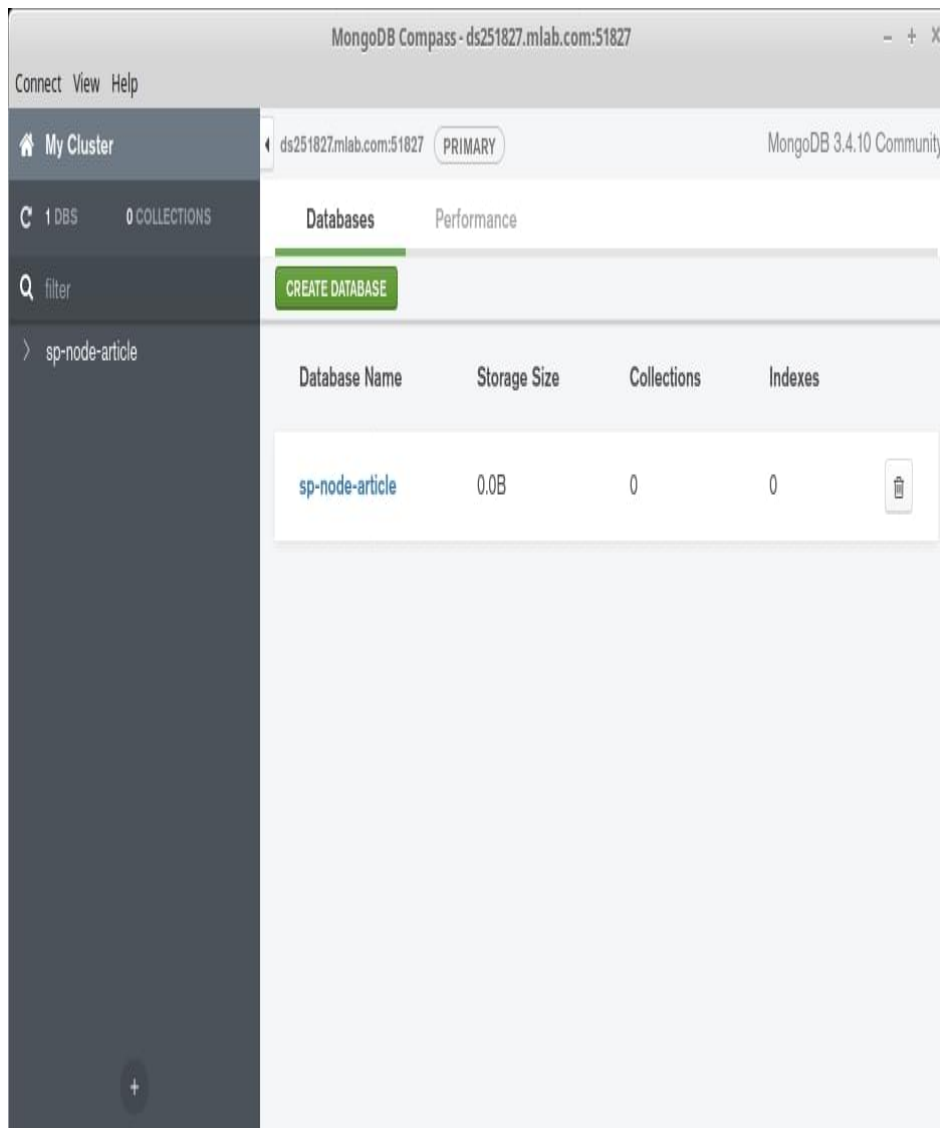 MongoDB Compass - ds251827.mlab.com:51827
Connect View Help
My Cluster
ds251827.mlab.com:51827 PRIMARY MongoDB 3.4.10 Community
1 DBS 0 COLLECTIONS
Databases Performance
filter
CREATE DATABASE
sp-node-article
Database Name Storage Size Collections Indexes
sp-node-article 0.0B 0 0